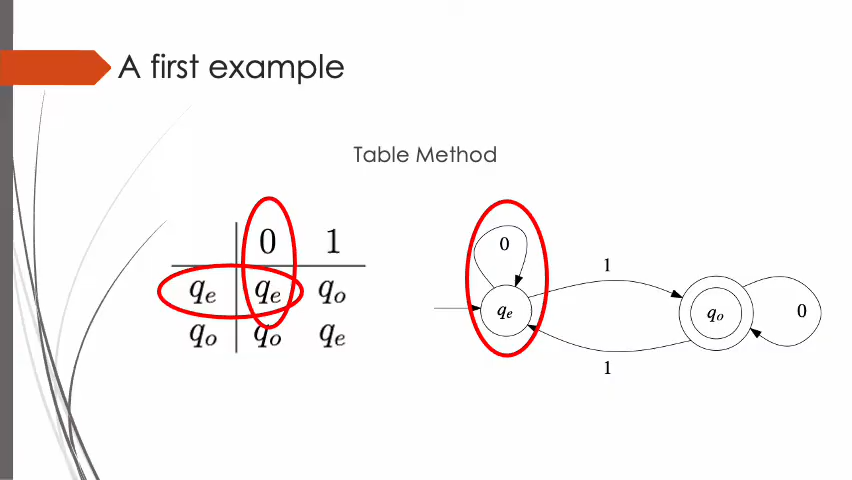 A first example
Table Method
0 1
qe qe qo
qo qo qe
0
1
qe
qo
0
1